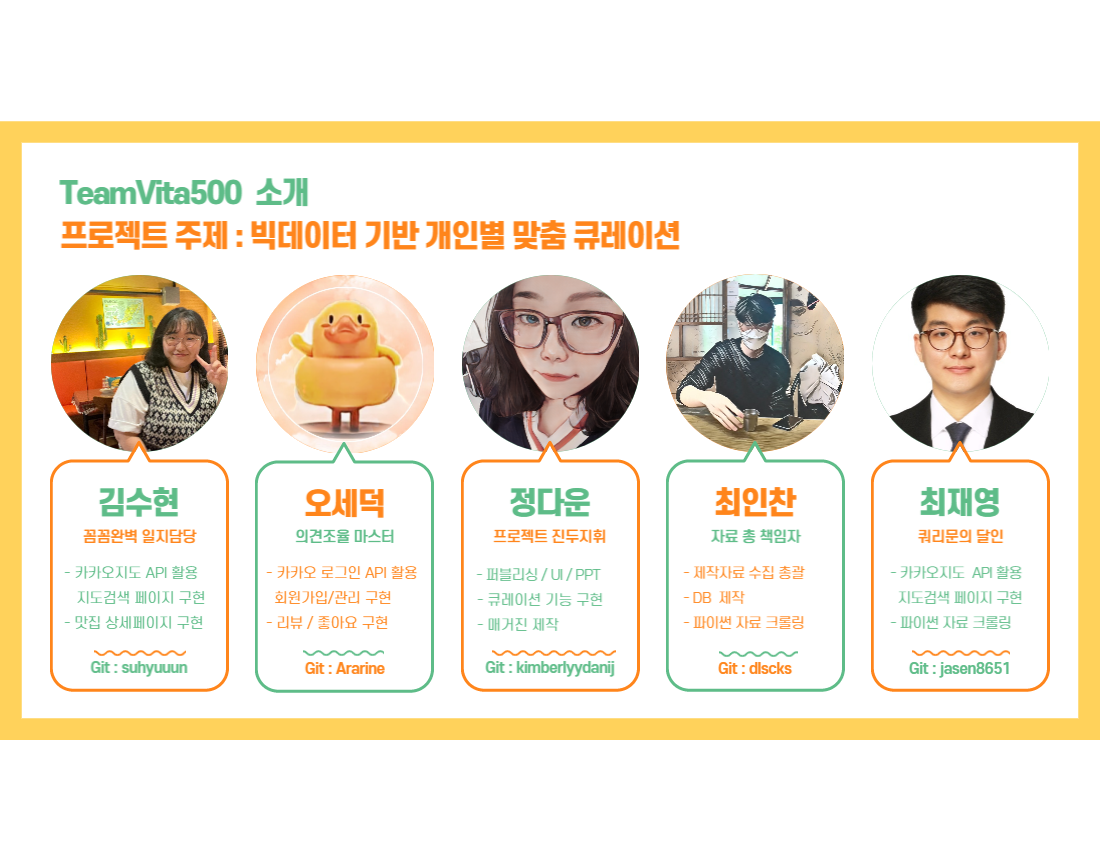 TeamVita500 소개
프로젝트 주제 : 빅데이터 기반 개인별 맞춤 큐레이션
김수현
꼼꼼완벽 일지담당
- 카카오지도 API 활용
지도검색 페이지 구현
- 맛집 상세페이지 구현
Git : suhyuuun
오세덕
의견조율 마스터
- 카카오 로그인 API 활용
회원가입/관리 구현
- 리뷰 / 좋아요 구현
Git : Ararine
정다운
프로젝트 진두지휘
- 퍼블리싱 / UI / PPT
- 큐레이션 기능 구현
- 매거진 제작
Git : kimberlyydanij
최인찬
자료 총 책임자
- 제작자료 수집 총괄
- DB 제작
- 파이썬 자료 크롤링
Git : dlscks
최재영
쿼리문의 달인
- 카카오지도 API 활용
지도검색 페이지 구현
- 파이썬 자료 크롤링
Git : jasen8651